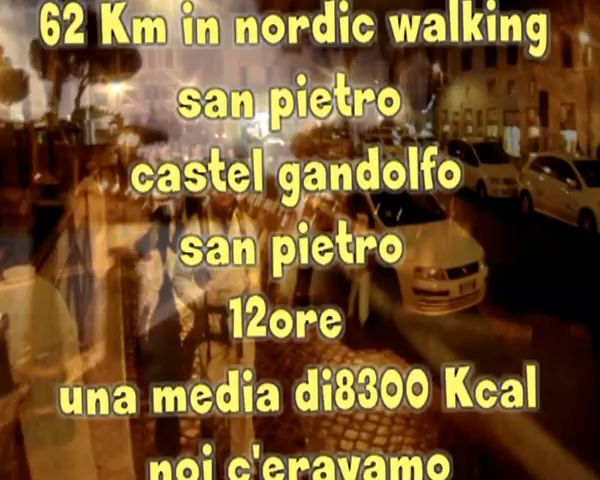 62 Km in nordic walking
san pietro
castel gandolfo
san pietro
12ore
una media di8300 Kcal
noi c'eravamo